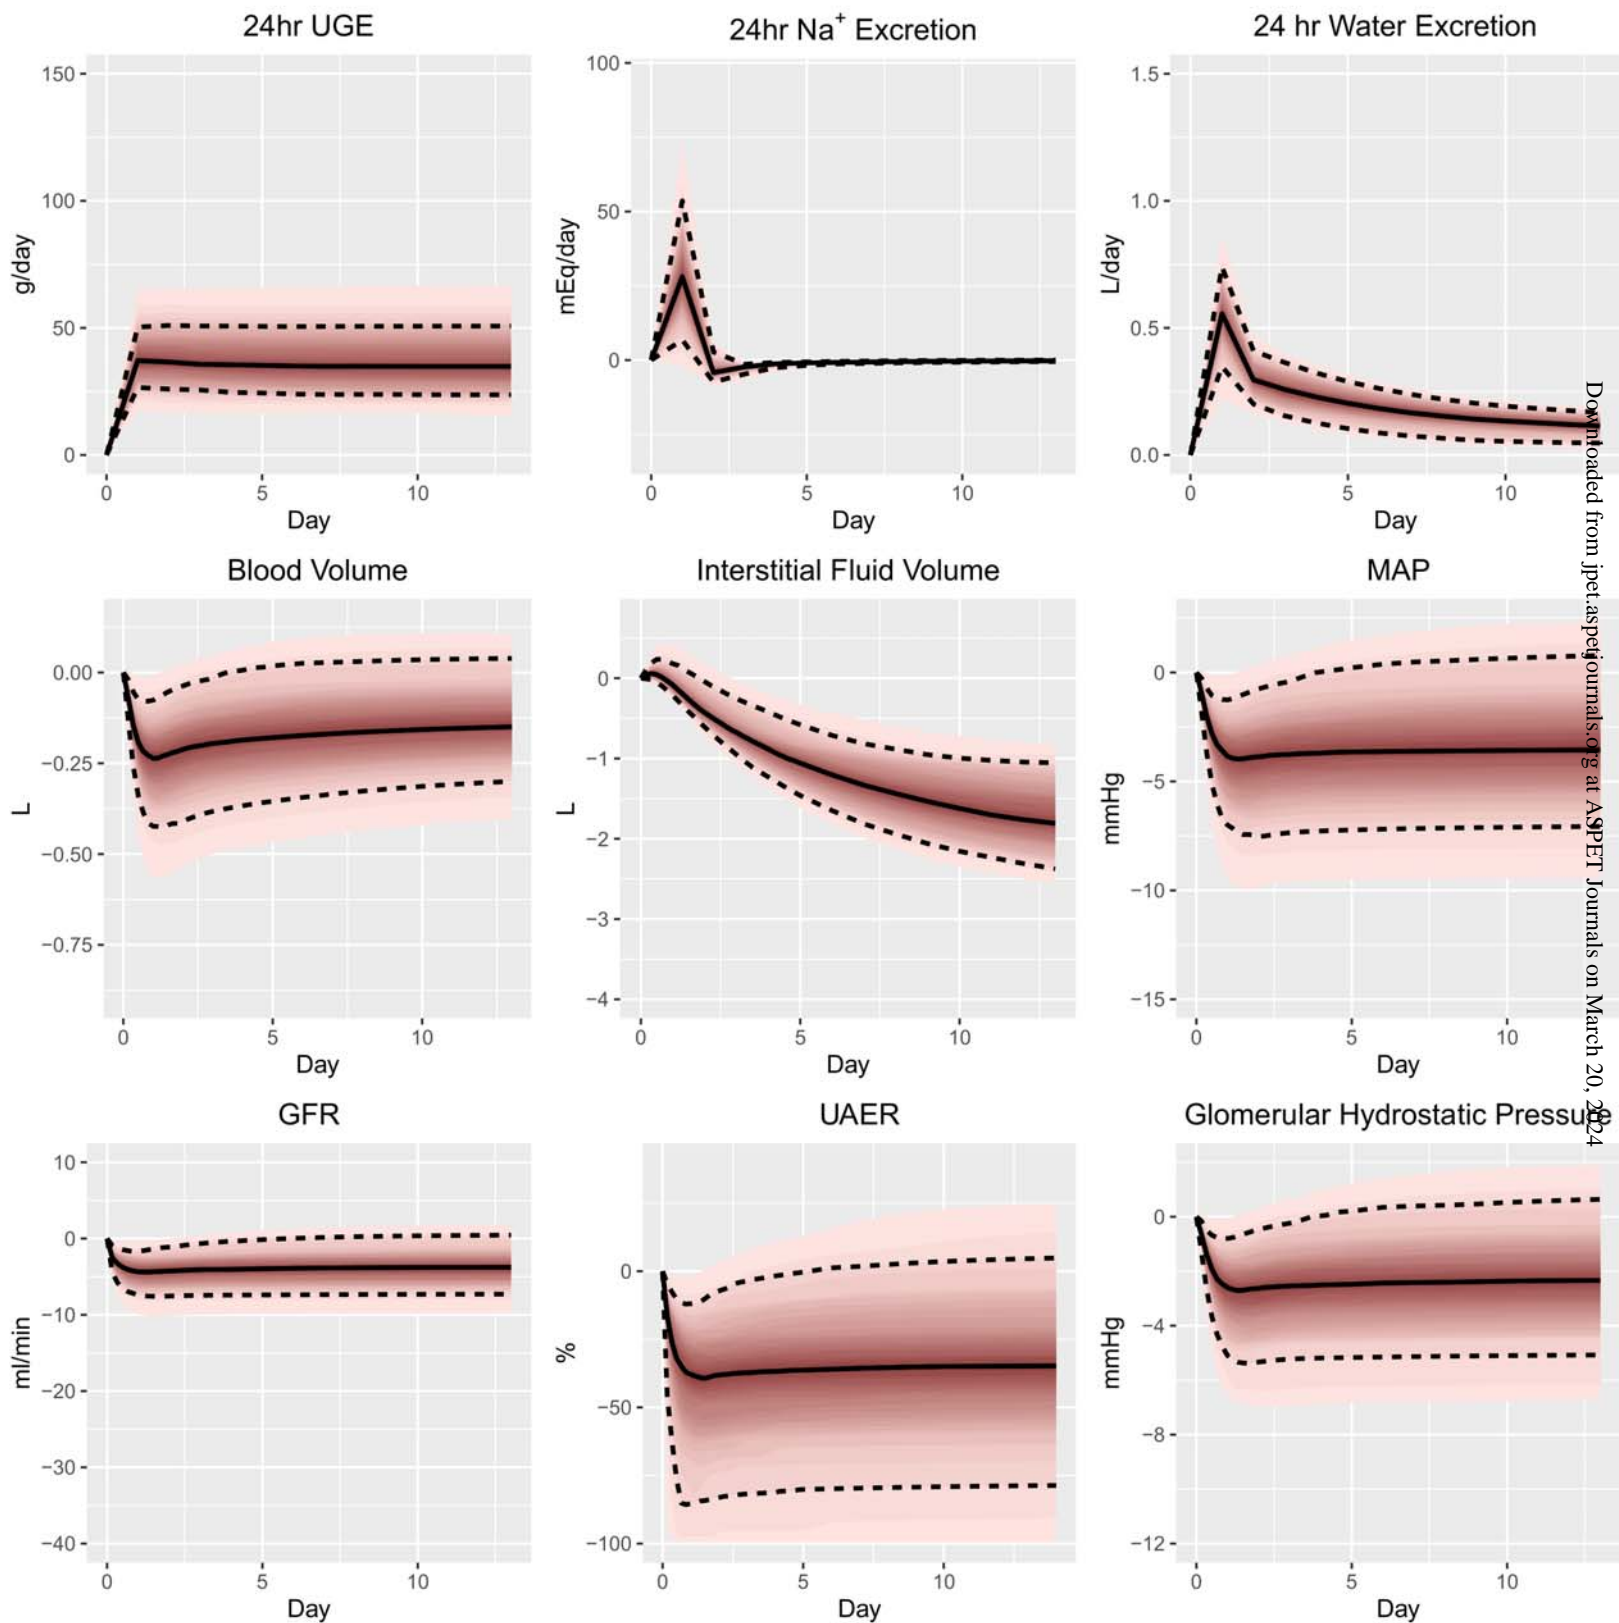 24hr UGE
150
100
50
0
g/day
0 5 10
Day
24hr Na+ Excretion
100
50
0
mEq/day
0 5 10
Day
24 hr Water Excretion
1.5
1.0
0.5
0.0
L/day
0 5 10
Day
Blood Volume
0.00
−0.25
−0.50
−0.75
L
0 5 10
Day
Interstitial Fluid Volume
0
−1
−2
−3
−4
L
0 5 10
Day
MAP
0
−5
−10
−15
mmHg
0 5 10
Day
GFR
10
0
−10
−20
−30
−40
ml/min
0 5 10
Day
UAER
0
−50
−100
%
0 5 10
Day
Glomerular Hydrostatic Pressure
0
−4
−8
−12
mmHg
0 5 10
Day
Downloaded from jpet.aspetjournals.org at ASPET Journals on March 20, 2024